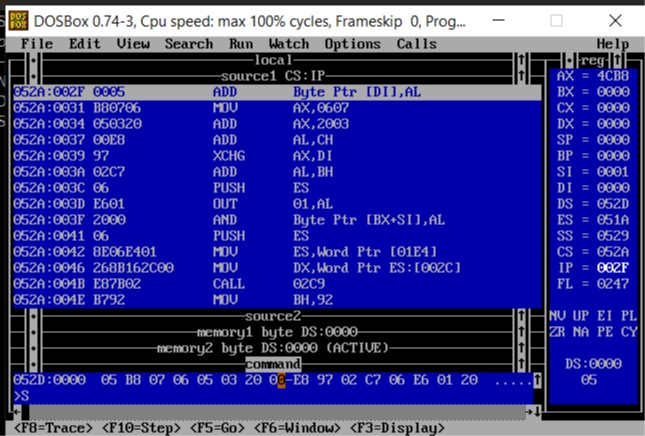 DOSBox 0.74-3, Cpu speed: max 100% cycles, Frameskip 0, Prog...
File Edit View Search Run Watch Options Calls Help
local
source1 CS:IP
052A:002F 0005 ADD Byte Ptr [DI],AL
052A:0031 B80706 MOV AX,0607
052A:0034 050320 ADD AX,2003
052A:0037 00E8 ADD AL,CH
052A:0039 97 XCHG AX,DI
052A:003A 02C7 ADD AL,BH
052A:003C 06 PUSH ES
052A:003D E601 OUT 01,AL
052A:003F 2000 AND Byte Ptr [BX+SI],AL
052A:0041 06 PUSH ES
052A:0042 8E06E401 MOV ES,Word Ptr [01E4]
052A:0046 268B162C00 MOV DX,Word Ptr ES:[002C]
052A:004B E87B02 CALL 02C9
052A:004E B792 MOV BH,92
source2
memory1 byte DS:0000
memory2 byte DS:0000 (ACTIVE)
command
052D:0000 05 B8 07 06 05 03 20 00-E8 97 02 C7 06 E6 01 20 .....
>S
reg
AX = 4CB8
BX = 0000
CX = 0000
DX = 0000
SP = 0000
BP = 0000
SI = 0001
DI = 0000
DS = 052D
ES = 051A
SS = 0529
CS = 052A
IP = 002F
FL = 0247
NV UP EI PL
ZR NA PE CY
DS:0000
05
<F8=Trace> <F10=Step> <F5=Go> <F6=Window> <F3=Display>